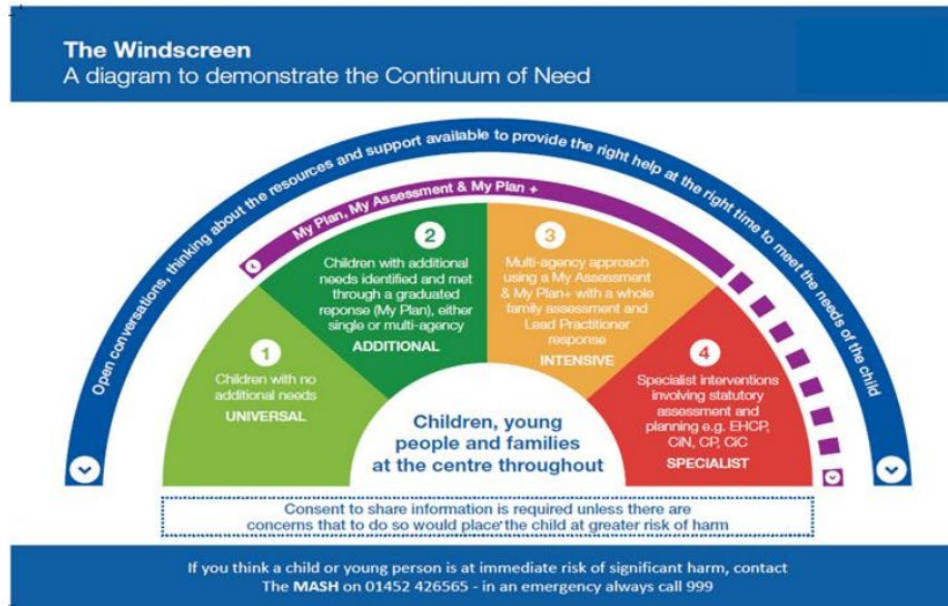 The Windscreen
A diagram to demonstrate the Continuum of Need
Open conversations, thinking about the resources and support available to provide the right help at the right time to meet the needs of the child
My Plan, My Assessment & My Plan +
1
Children with no
additional needs
UNIVERSAL
2
Children with additional
needs identified and met
through a graduated
reponse (My Plan), either
single or multi-agency
ADDITIONAL
3
Multi-agency approach
using a My Assessment
& My Plan+ with a whole
family assessment and
Lead Practitioner
response
INTENSIVE
4
Specialist interventions
involving statutory
assessment and
planning e.g. EHCP,
CiN, CP, CiC
SPECIALIST
Children, young
people and families
at the centre throughout
Consent to share information is required unless there are
concerns that to do so would place the child at greater risk of harm
If you think a child or young person is at immediate risk of significant harm, contact
The MASH on 01452 426565 - in an emergency always call 999